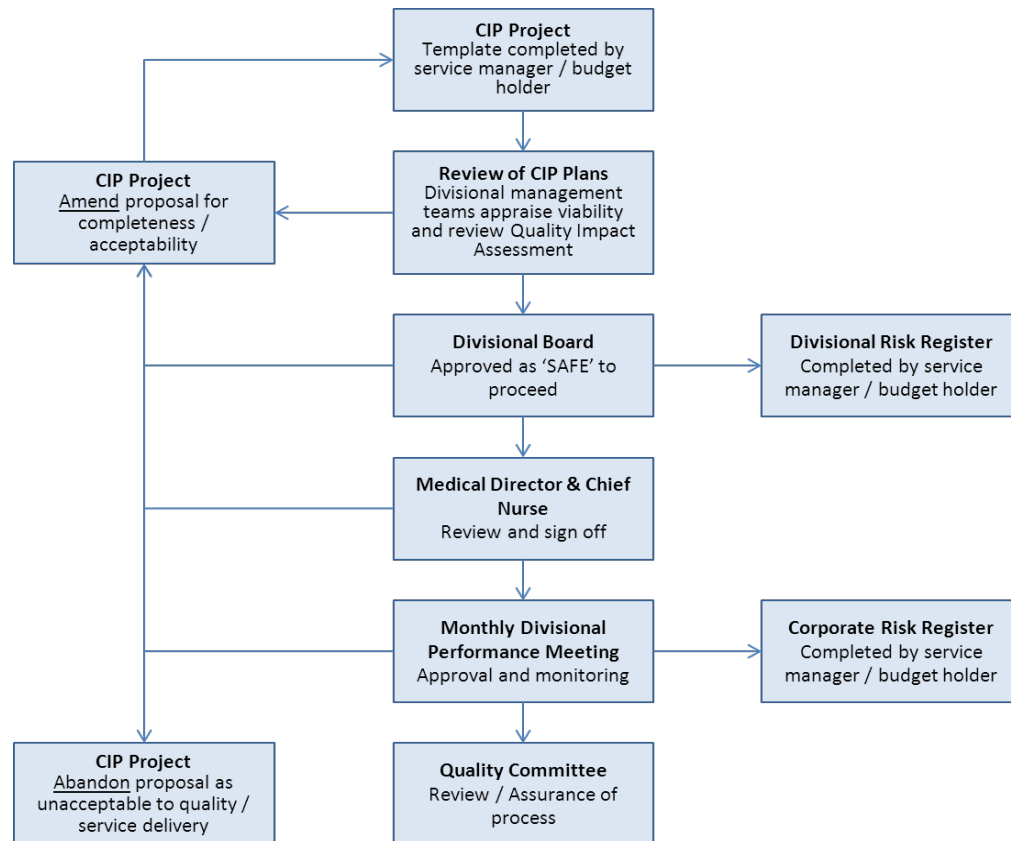 CIP Project
Template completed by
service manager / budget
holder
CIP Project
Amend proposal for
completeness /
acceptability
Review of CIP Plans
Divisional management
teams appraise viability
and review Quality Impact
Assessment
Divisional Board
Approved as ‘SAFE’ to
proceed
Divisional Risk Register
Completed by service
manager / budget holder
Medical Director & Chief
Nurse
Review and sign off
Monthly Divisional
Performance Meeting
Approval and monitoring
Corporate Risk Register
Completed by service
manager / budget holder
CIP Project
Abandon proposal as
unacceptable to quality /
service delivery
Quality Committee
Review / Assurance of
process